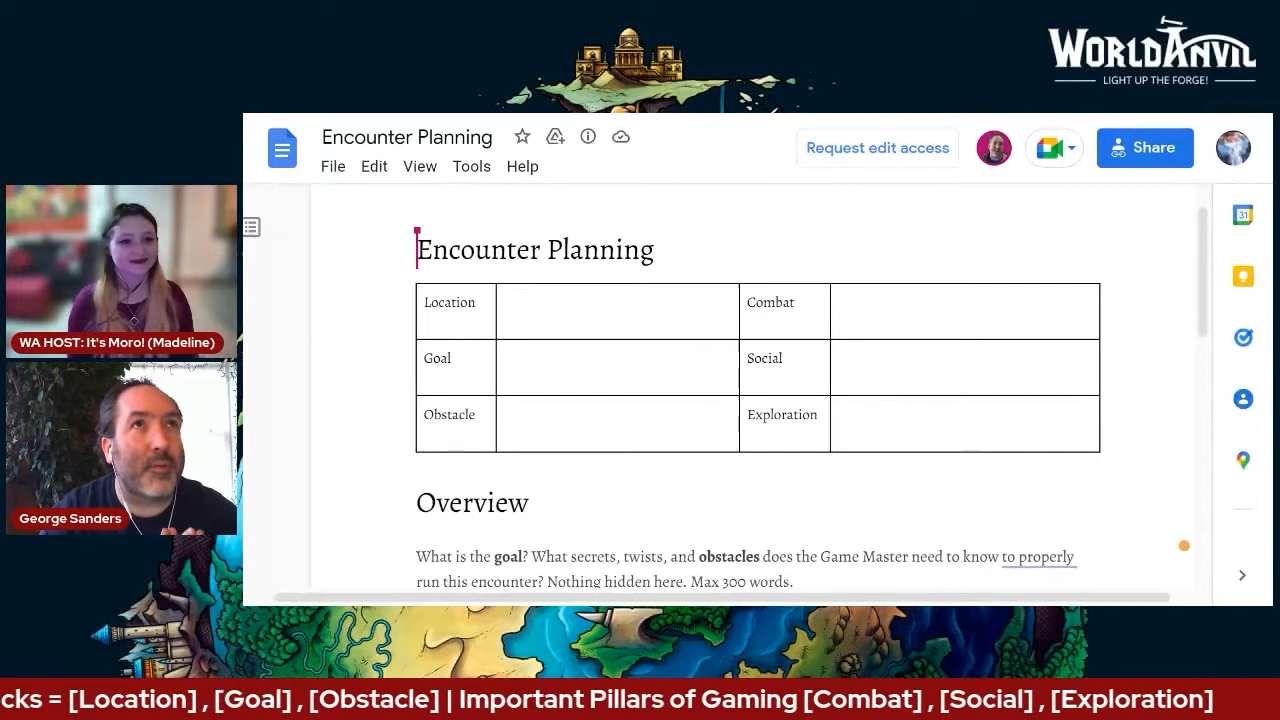 WORLDANVIL
LIGHT UP THE FORGE!
Encounter Planning
Request edit access
Share
File Edit View Tools Help
31
Encounter Planning
Location
Combat
Goal
Social
Obstacle
Exploration
Overview
What is the goal? What secrets, twists, and obstacles does the Game Master need to know to properly
run this encounter? Nothing hidden here. Max 300 words.
WA HOST: It's Moro! (Madeline)
George Sanders
cks = [Location] , [Goal] , [Obstacle] | Important Pillars of Gaming [Combat] , [Social] , [Exploration]